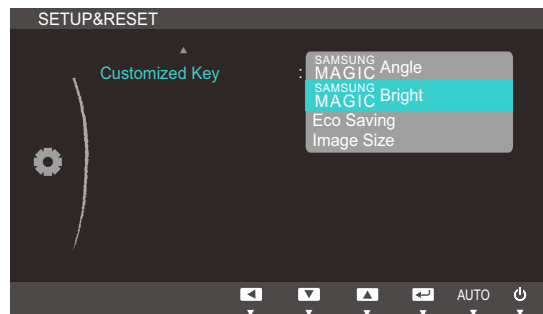 SETUP&RESET
Customized Key : SAMSUNG MAGIC Angle
SAMSUNG MAGIC Bright
Eco Saving
Image Size
AUTO